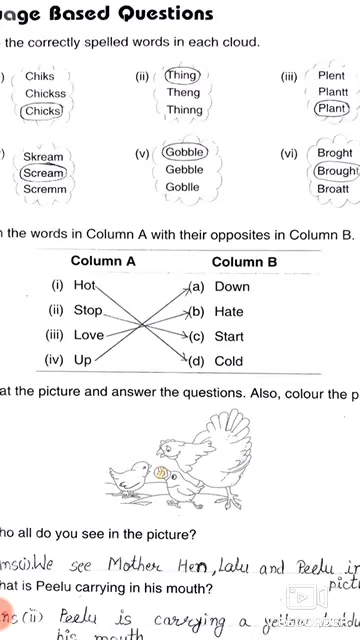 uage Based Questions
the correctly spelled words in each cloud.
) Chiks (ii) Thing (iii) Plent
Chickss Theng Plantt
Chicks Thinng Plant
) Skream (v) Gobble (vi) Broght
Scream Gebble Brought
Scremm Goblle Broatt
the words in Column A with their opposites in Column B.
Column A Column B
(i) Hot (a) Down
(ii) Stop (b) Hate
(iii) Love (c) Start
(iv) Up (d) Cold
at the picture and answer the questions. Also, colour the p
ho all do you see in the picture?
ns(i). We see Mother Hen, Lalu and Peelu in
pict
hat is Peelu carrying in his mouth?
ns (ii) Peelu is carrying a yellow
his mouth